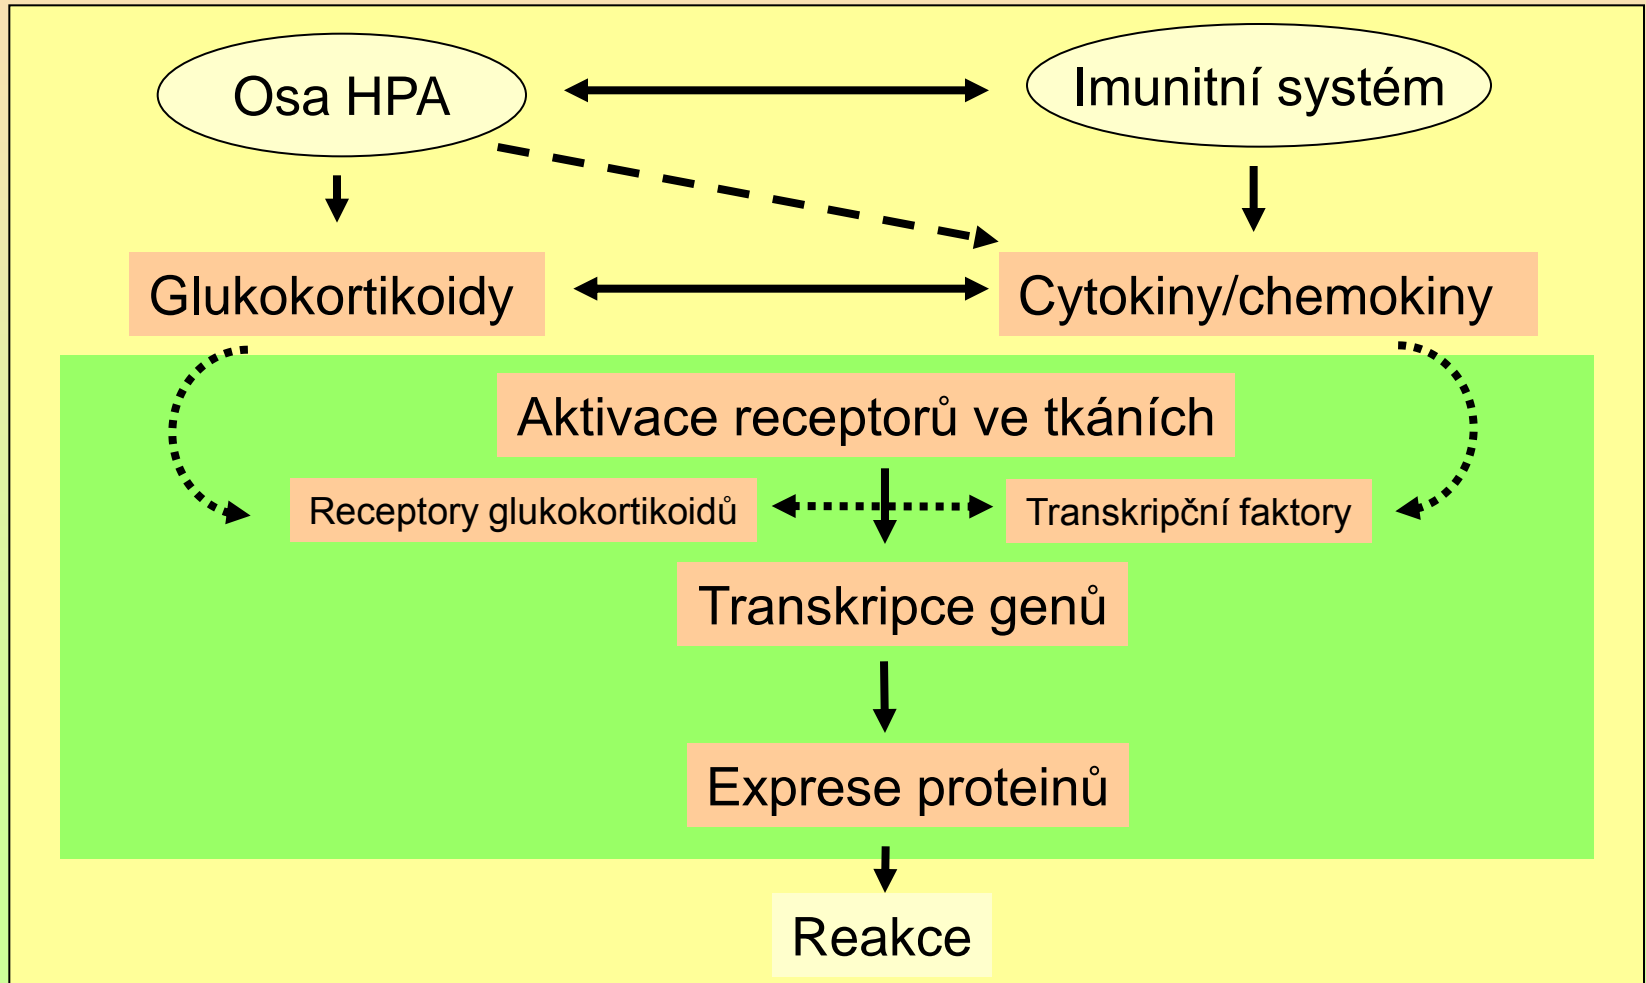 Osa HPA
Imunitní systém
Glukokortikoidy
Cytokiny/chemokiny
Aktivace receptorů ve tkáních
Receptory glukokortikoidů
Transkripční faktory
Transkripce genů
Exprese proteinů
Reakce